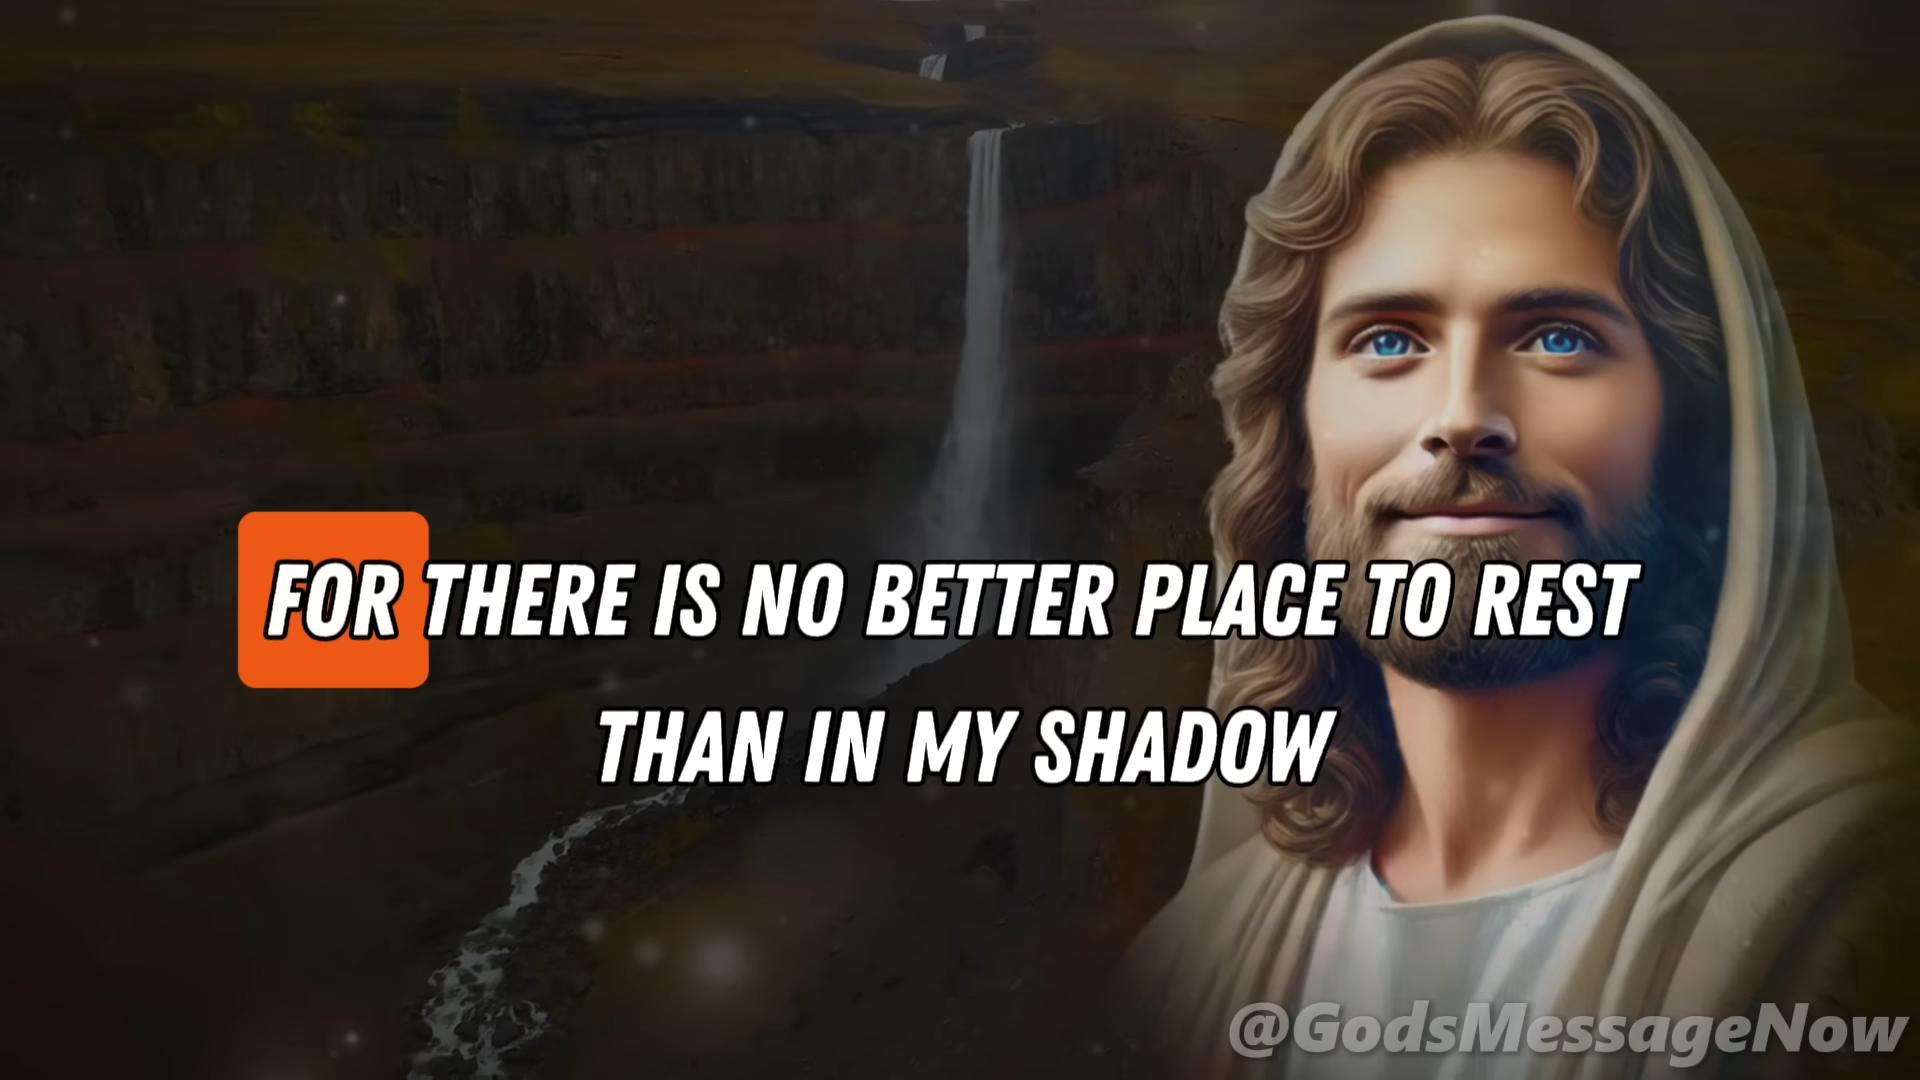 FOR THERE IS NO BETTER PLACE TO REST
THAN IN MY SHADOW
@GodsMessageNow